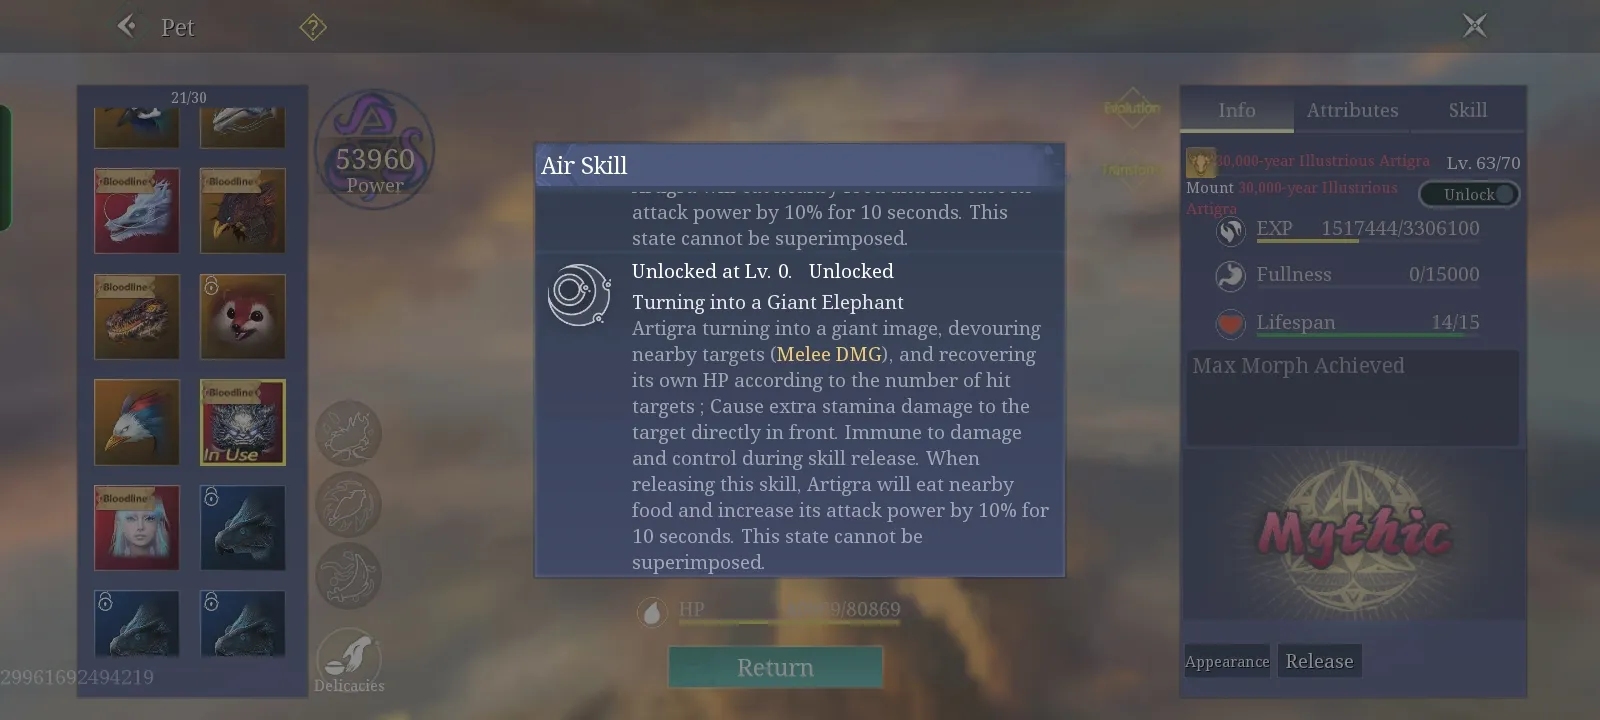 Pet
?
21/30
Bloodline
Bloodline
Bloodline
Bloodline
In Use
Bloodline
53960
Power
Delicacies
29961692494219
Evolution
Air Skill
attack power by 10% for 10 seconds. This
state cannot be superimposed.
Unlocked at Lv. 0. Unlocked
Turning into a Giant Elephant
Artigra turning into a giant image, devouring
nearby targets (Melee DMG), and recovering
its own HP according to the number of hit
targets ; Cause extra stamina damage to the
target directly in front. Immune to damage
and control during skill release. When
releasing this skill, Artigra will eat nearby
food and increase its attack power by 10% for
10 seconds. This state cannot be
superimposed.
HP /80869
Return
Info Attributes Skill
30,000-year Illustrious Artigra Lv. 63/70
Mount 30,000-year Illustrious
Artigra
Unlock
EXP 1517444/3306100
Fullness 0/15000
Lifespan 14/15
Max Morph Achieved
Mythic
Appearance Release